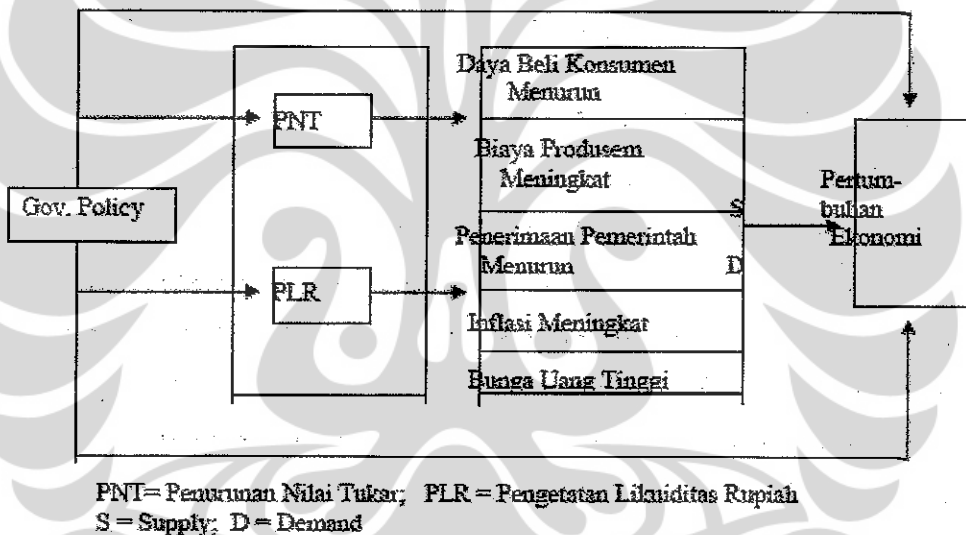 Gov. Policy
PNT
PLR
Daya Beli Konsumen
Menurun
Biaya Produsem
Meningkat
S
Penerimaan Pemerintah
Menurun D
Inflasi Meningkat
Bunga Uang Tinggi
Pertum-
buhan
Ekonomi
PNT= Penurunan Nilai Tukar; PLR = Pengetatan Likuiditas Rupiah
S = Supply; D = Demand